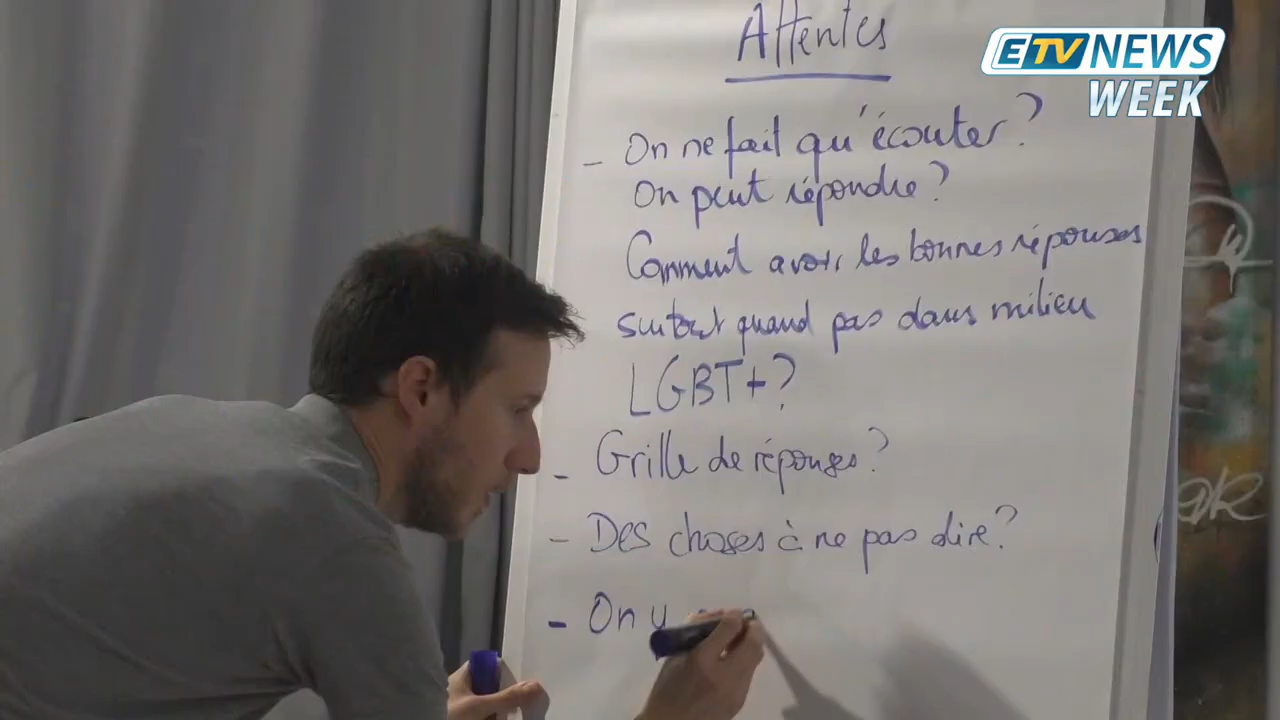 Attentes
ETV NEWS
WEEK
- On ne fait qu'écouter?
On peut répondre?
Comment avoir les bonnes réponses
surtout quand pas dans milieu
LGBT+?
- Grille de réponses?
- Des choses à ne pas dire?
- On y